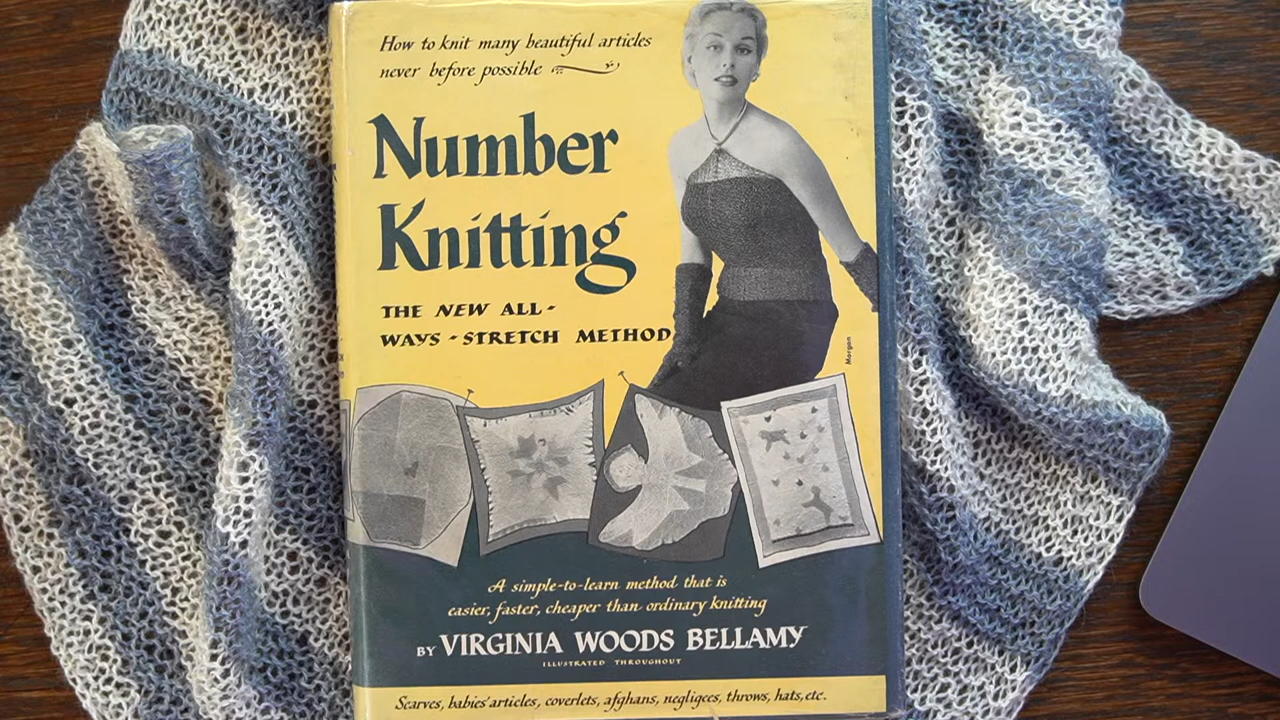 How to knit many beautiful articles
never before possible
Number
Knitting
THE NEW ALL-
WAYS-STRETCH METHOD
Morgan
A simple-to-learn method that is
easier, faster, cheaper than ordinary knitting
BY VIRGINIA WOODS BELLAMY
ILLUSTRATED THROUGHOUT
Scarves, babies' articles, coverlets, afghans, negligees, throws, hats, etc.